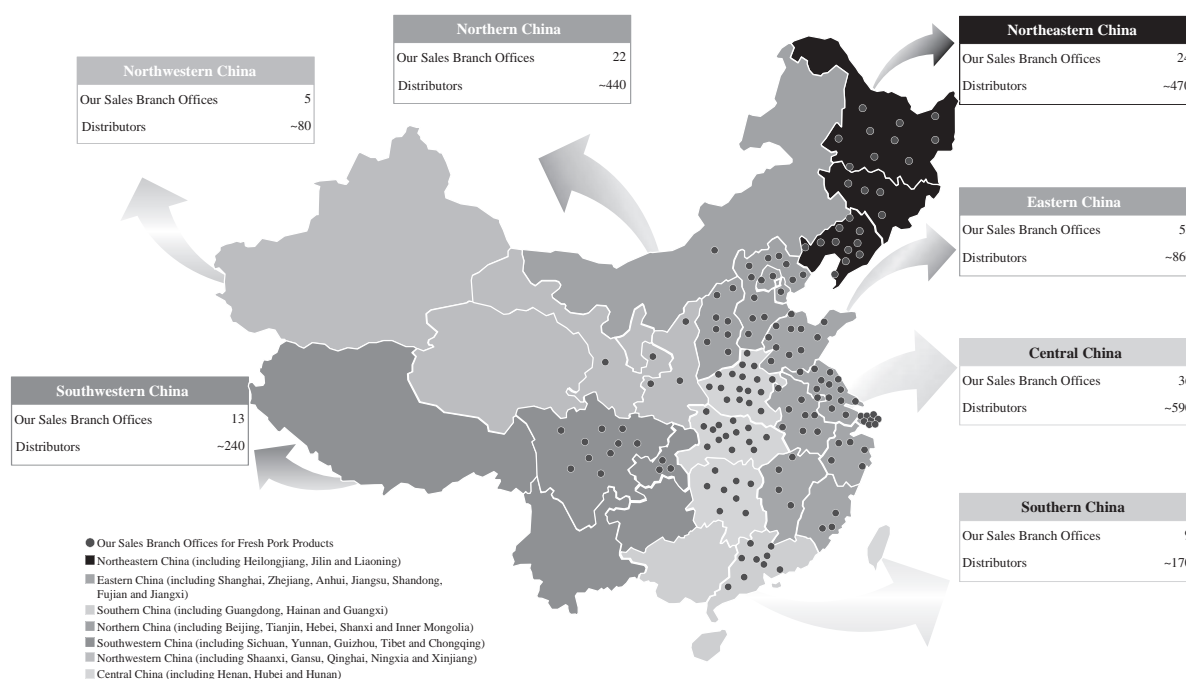 Northern China
Our Sales Branch Offices 22
Distributors ~440
Northeastern China
Our Sales Branch Offices 24
Distributors ~470
Northwestern China
Our Sales Branch Offices 5
Distributors ~80
Eastern China
Our Sales Branch Offices
Distributors
Central China
Our Sales Branch Offices
Distributors ~590
Southwestern China
Our Sales Branch Offices 13
Distributors ~240
Southern China
Our Sales Branch Offices
Distributors ~170
Our Sales Branch Offices for Fresh Pork Products
Northeastern China (including Heilongjiang, Jilin and Liaoning)
Eastern China (including Shanghai, Zhejiang, Anhui, Jiangsu, Shandong,
Fujian and Jiangxi)
Southern China (including Guangdong, Hainan and Guangxi)
Northern China (including Beijing, Tianjin, Hebei, Shanxi and Inner Mongolia)
Southwestern China (including Sichuan, Yunnan, Guizhou, Tibet and Chongqing)
Northwestern China (including Shaanxi, Gansu, Qinghai, Ningxia and Xinjiang)
Central China (including Henan, Hubei and Hunan)